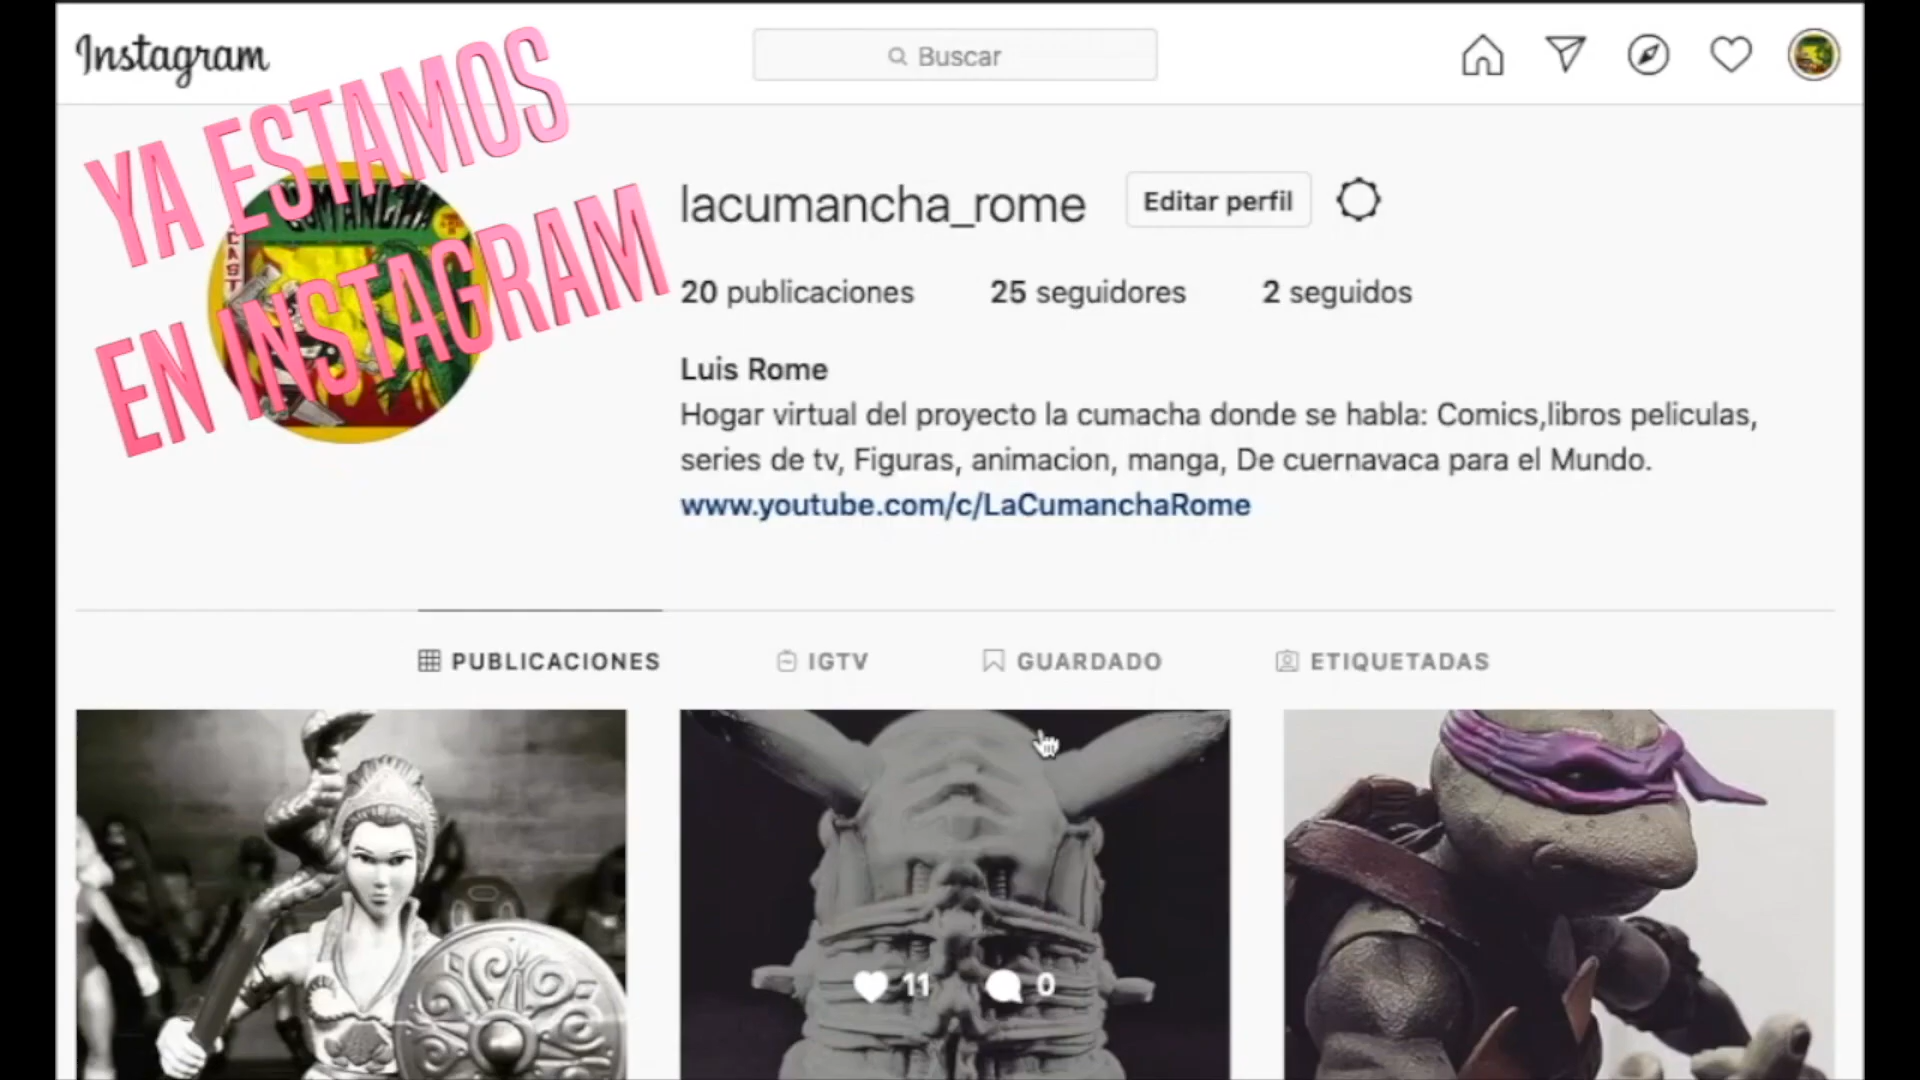 Instagram
Buscar
YA ESTAMOS
EN INSTAGRAM
CUMANCHA
CAST
lacumancha_rome
Editar perfil
20 publicaciones 25 seguidores 2 seguidos
Luis Rome
Hogar virtual del proyecto la cumacha donde se habla: Comics,libros peliculas,
series de tv, Figuras, animacion, manga, De cuernavaca para el Mundo.
www.youtube.com/c/LaCumanchaRome
PUBLICACIONES IGTV GUARDADO ETIQUETADAS
11 0